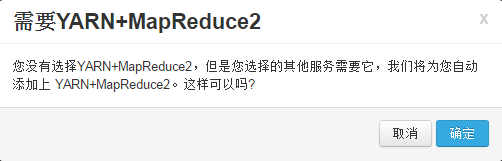 需要YARN+MapReduce2
x
您没有选择YARN+MapReduce2，但是您选择的其他服务需要它，我们将为您自动
添加上 YARN+MapReduce2。这样可以吗?
取消
确定